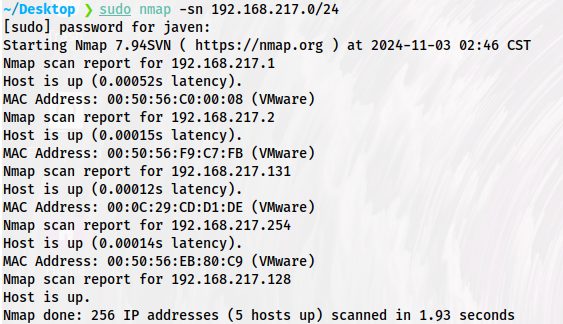 ~/Desktop ❯ sudo nmap -sn 192.168.217.0/24
[sudo] password for javen:
Starting Nmap 7.94SVN ( https://nmap.org ) at 2024-11-03 02:46 CST
Nmap scan report for 192.168.217.1
Host is up (0.00052s latency).
MAC Address: 00:50:56:C0:00:08 (VMware)
Nmap scan report for 192.168.217.2
Host is up (0.00015s latency).
MAC Address: 00:50:56:F9:C7:FB (VMware)
Nmap scan report for 192.168.217.131
Host is up (0.00012s latency).
MAC Address: 00:0C:29:CD:D1:DE (VMware)
Nmap scan report for 192.168.217.254
Host is up (0.00014s latency).
MAC Address: 00:50:56:EB:80:C9 (VMware)
Nmap scan report for 192.168.217.128
Host is up.
Nmap done: 256 IP addresses (5 hosts up) scanned in 1.93 seconds